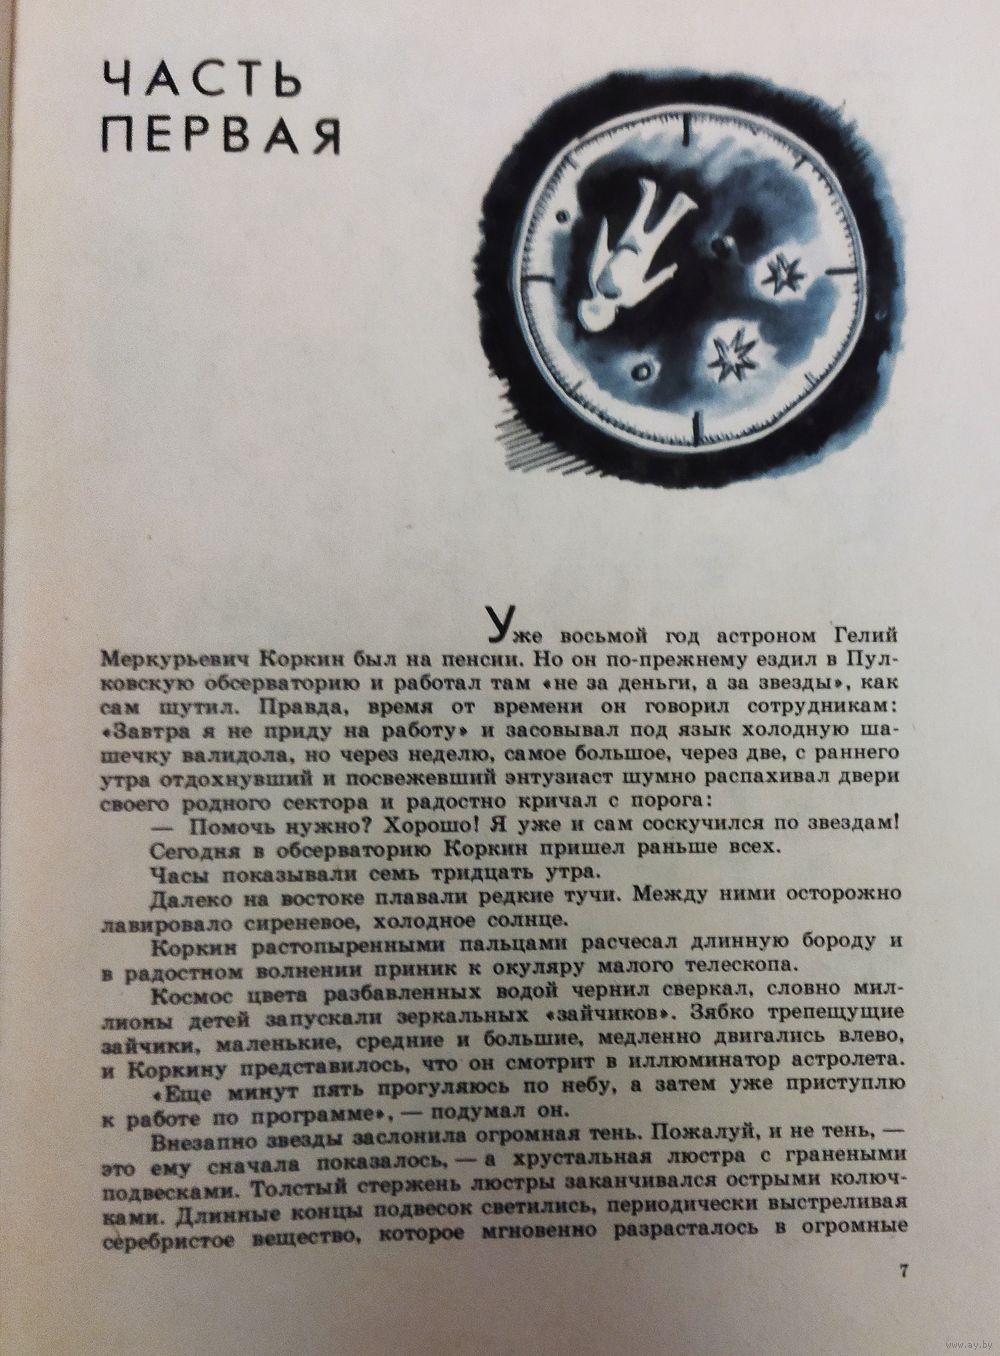 ЧАСТЬ
ПЕРВАЯ
Уже восьмой год астроном Гелий
Меркурьевич Коркин был на пенсии. Но он по-прежнему ездил в Пул-
ковскую обсерваторию и работал там «не за деньги, а за звезды», как
сам шутил. Правда, время от времени он говорил сотрудникам:
«Завтра я не приду на работу» и засовывал под язык холодную ша-
шечку валидола, но через неделю, самое большое, через две, с раннего
утра отдохнувший и посвежевший энтузиаст шумно распахивал двери
своего родного сектора и радостно кричал с порога:
— Помочь нужно? Хорошо! Я уже и сам соскучился по звездам!
Сегодня в обсерваторию Коркин пришел раньше всех.
Часы показывали семь тридцать утра.
Далеко на востоке плавали редкие тучи. Между ними осторожно
лавировало сиреневое, холодное солнце.
Коркин растопыренными пальцами расчесал длинную бороду и
в радостном волнении приник к окуляру малого телескопа.
Космос цвета разбавленных водой чернил сверкал, словно мил-
лионы детей запускали зеркальных «зайчиков». Зябко трепещущие
зайчики, маленькие, средние и большие, медленно двигались влево,
и Коркину представилось, что он смотрит в иллюминатор астролета.
«Еще минут пять прогуляюсь по небу, а затем уже приступлю
к работе по программе», — подумал он.
Внезапно звезды заслонила огромная тень. Пожалуй, и не тень, —
это ему сначала показалось, — а хрустальная люстра с гранеными
подвесками. Толстый стержень люстры заканчивался острыми колюч-
ками. Длинные концы подвесок светились, периодически выстреливая
серебристое вещество, которое мгновенно разрасталось в огромные
7
www.ay.by